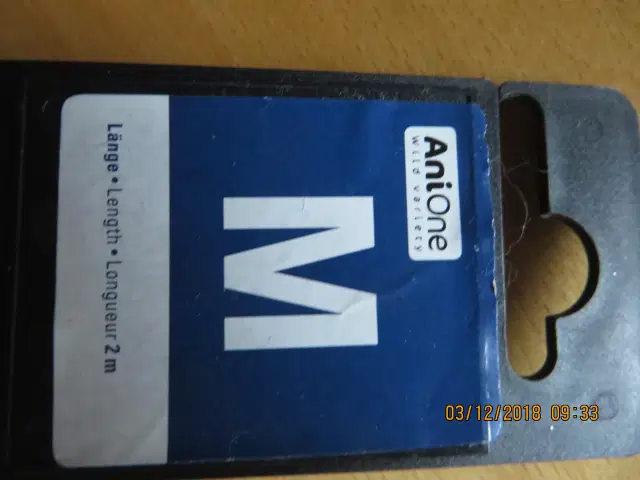 AniOne
Wild variety
M
Länge • Length • Longueur 2 m
03/12/2018 09:33